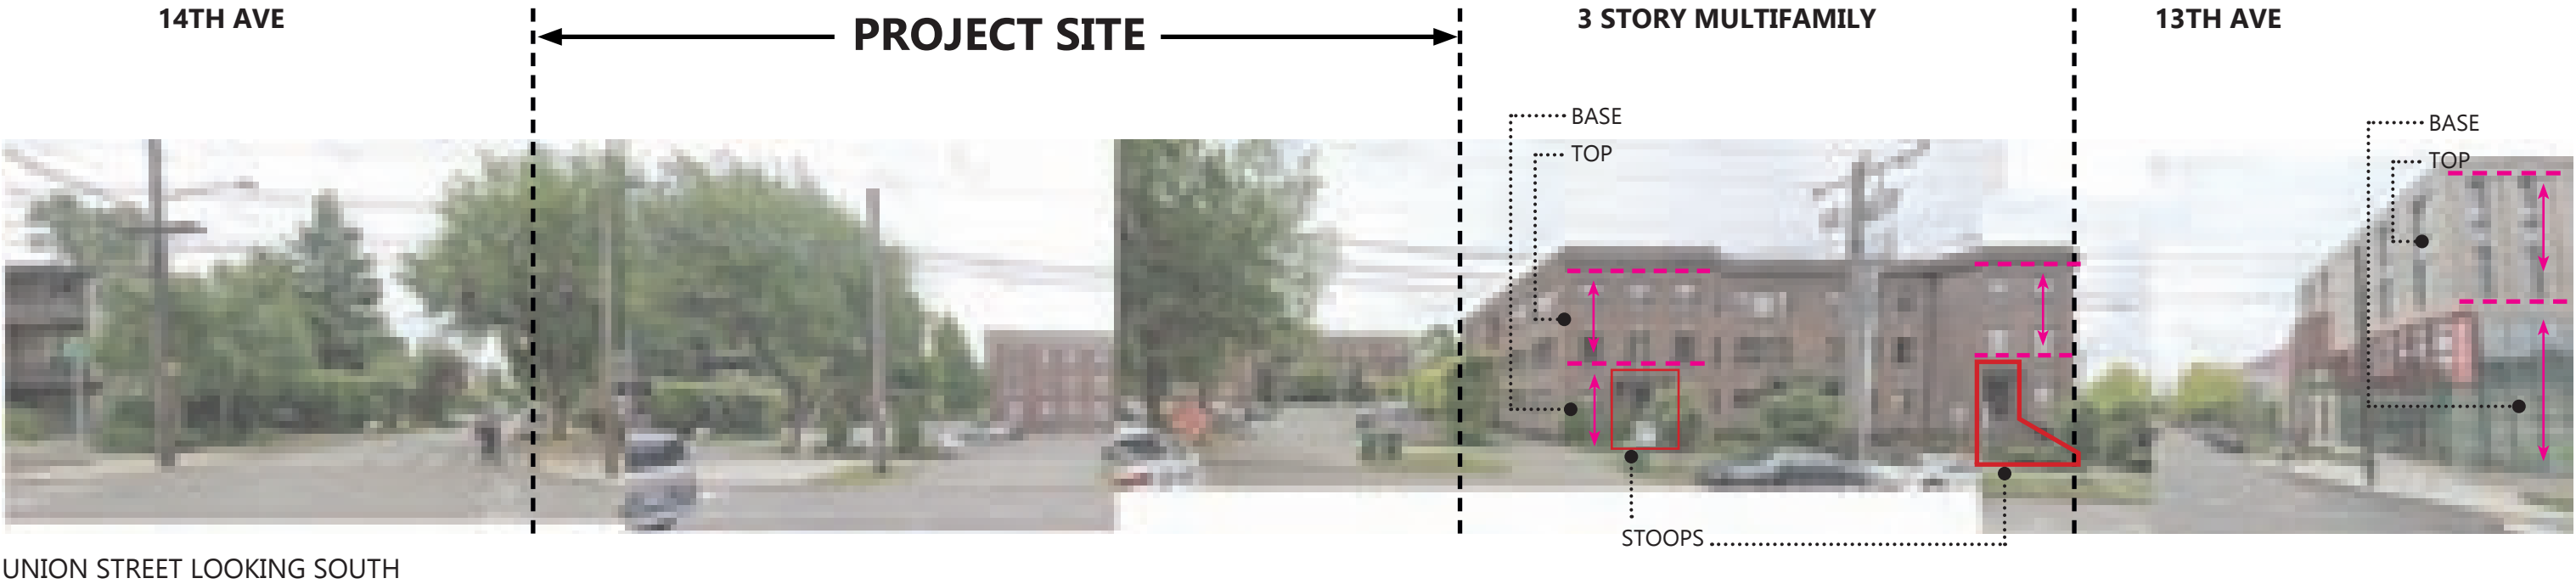 14TH AVE
PROJECT SITE
3 STORY MULTIFAMILY
13TH AVE
BASE
TOP
BASE
TOP
STOOPS
UNION STREET LOOKING SOUTH